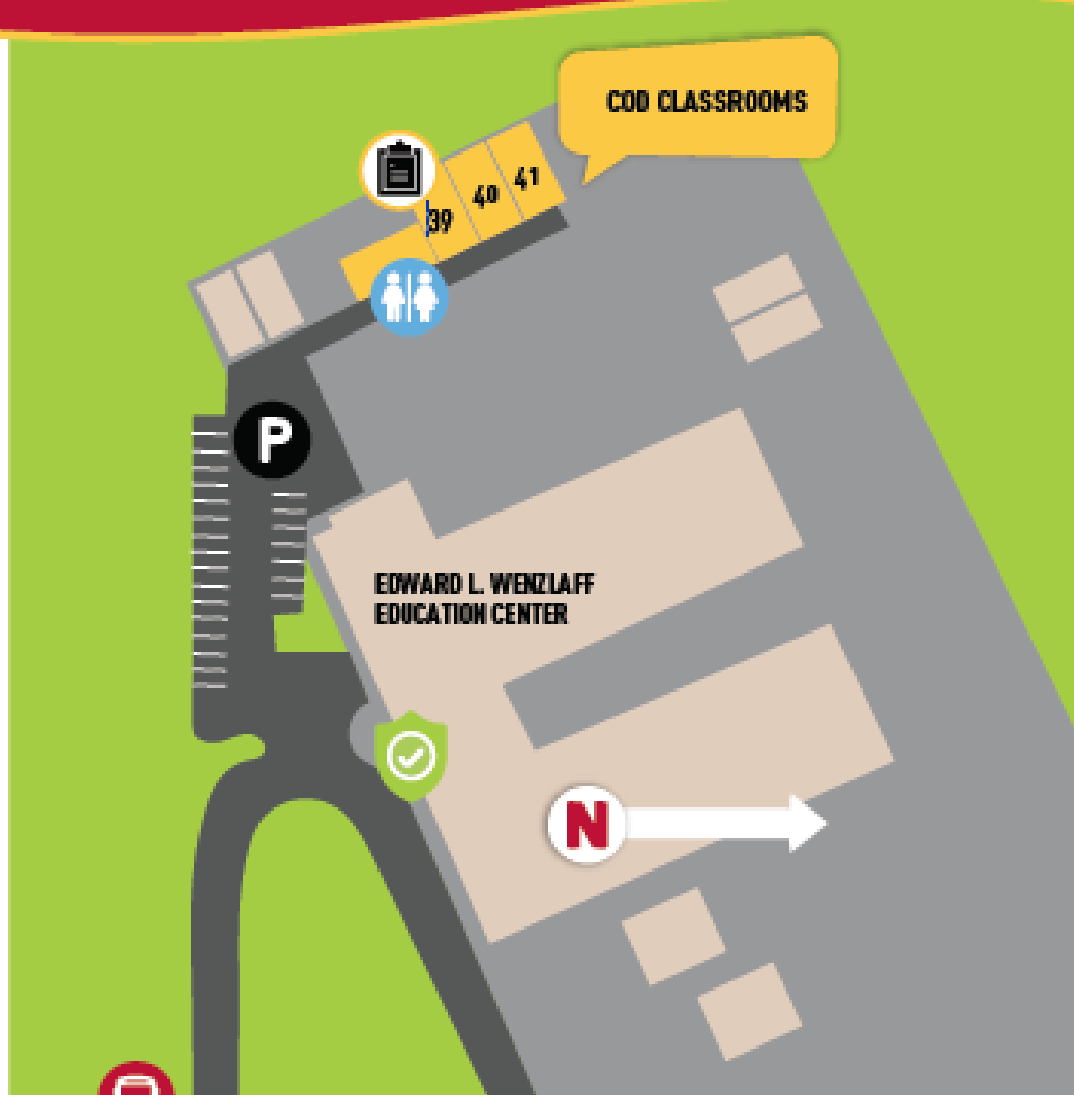 COD CLASSROOMS
41
40
39
P
EDWARD L. WENZLAFF
EDUCATION CENTER
N